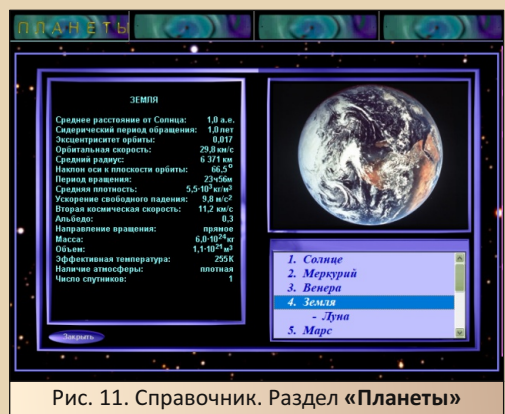 ПЛАНЕТЫ
ЗЕМЛЯ
Среднее расстояние от Солнца: 1,0 а.е.
Сидерический период обращения: 1,0 лет
Эксцентриситет орбиты: 0,017
Орбитальная скорость: 29,8 км/с
Средний радиус: 6 371 км
Наклон оси к плоскости орбиты: 66,5°
Период вращения: 23ч56м
Средняя плотность: 5,5·10³ кг/м³
Ускорение свободного падения: 9,8 м/с²
Вторая космическая скорость: 11,2 км/с
Альбедо: 0,3
Направление вращения: прямое
Масса: 6,0·10²⁴ кг
Объем: 1,1·10²¹ м³
Эффективная температура: 255К
Наличие атмосферы: плотная
Число спутников: 1
Закрыть
1. Солнце
2. Меркурий
3. Венера
4. Земля
- Луна
5. Марс
Рис. 11. Справочник. Раздел «Планеты»